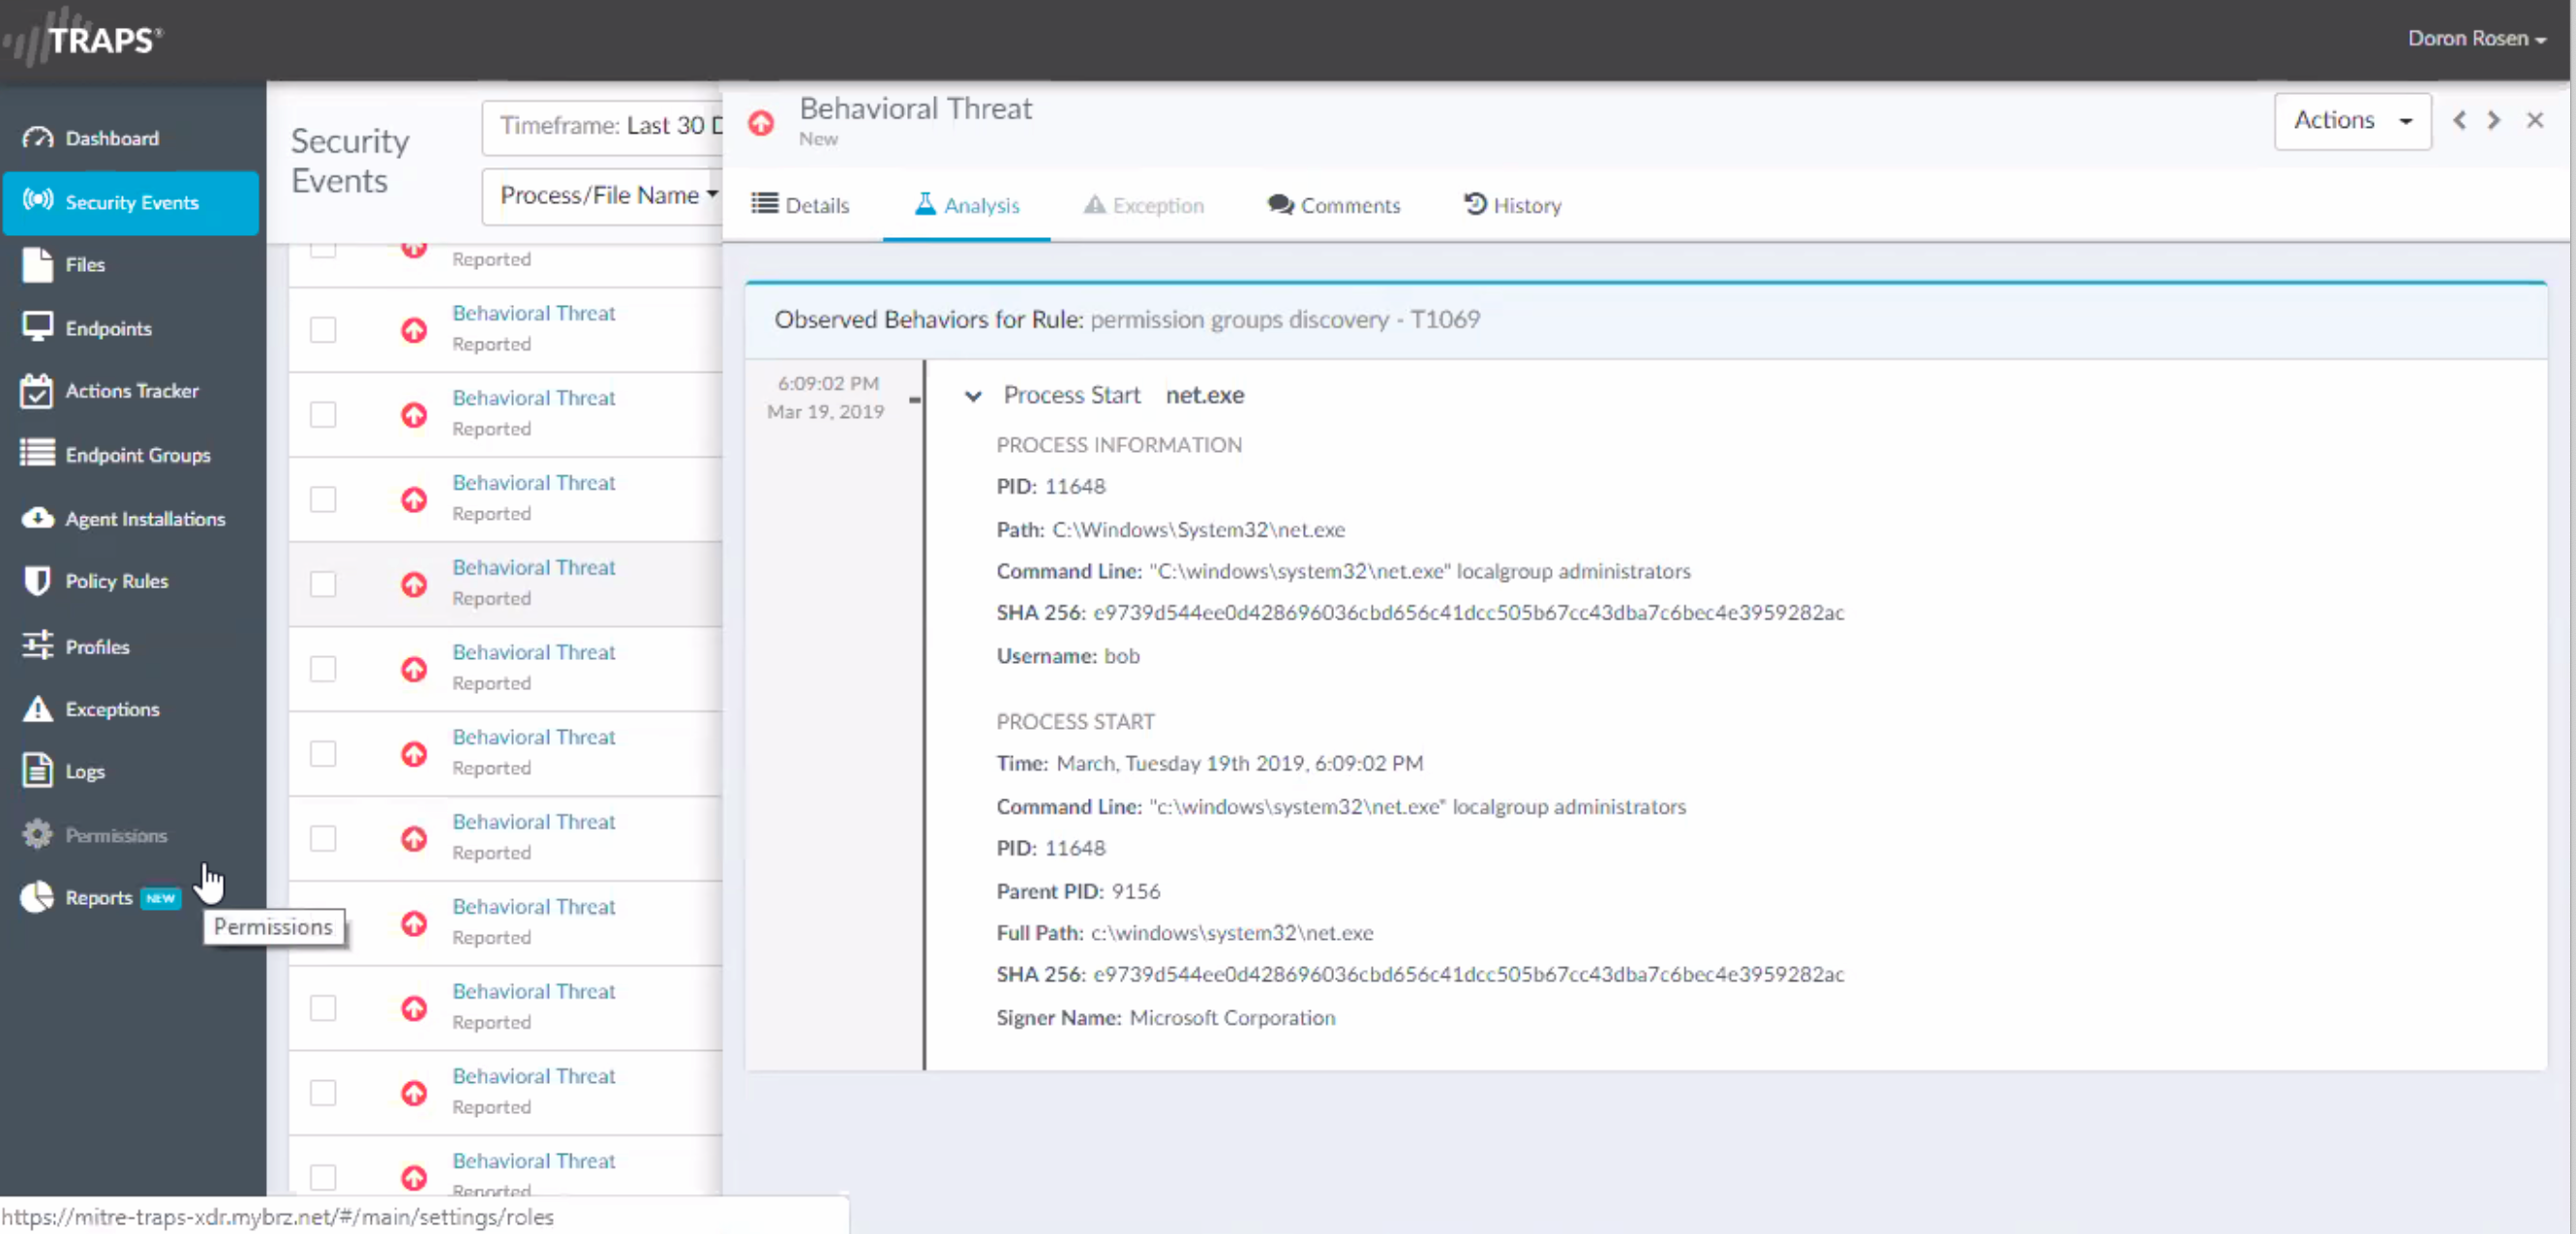 TRAPS®
Doron Rosen
Dashboard
Security Events
Files
Endpoints
Actions Tracker
Endpoint Groups
Agent Installations
Policy Rules
Profiles
Exceptions
Logs
Permissions
Reports NEW
Permissions
Security
Events
Timeframe: Last 30 D
Process/File Name
Reported
Behavioral Threat
Reported
Behavioral Threat
Reported
Behavioral Threat
Reported
Behavioral Threat
Reported
Behavioral Threat
Reported
Behavioral Threat
Reported
Behavioral Threat
Reported
Behavioral Threat
Reported
Behavioral Threat
Reported
Behavioral Threat
Reported
Behavioral Threat
Reported
Behavioral Threat
New
Actions
Details
Analysis
Exception
Comments
History
Observed Behaviors for Rule: permission groups discovery - T1069
6:09:02 PM
Mar 19, 2019
Process Start net.exe
PROCESS INFORMATION
PID: 11648
Path: C:\Windows\System32\net.exe
Command Line: "C:\windows\system32\net.exe" localgroup administrators
SHA 256: e9739d544ee0d428696036cbd656c41dcc505b67cc43dba7c6bec4e3959282ac
Username: bob
PROCESS START
Time: March, Tuesday 19th 2019, 6:09:02 PM
Command Line: "c:\windows\system32\net.exe" localgroup administrators
PID: 11648
Parent PID: 9156
Full Path: c:\windows\system32\net.exe
SHA 256: e9739d544ee0d428696036cbd656c41dcc505b67cc43dba7c6bec4e3959282ac
Signer Name: Microsoft Corporation
https://mitre-traps-xdr.mybrz.net/#/main/settings/roles